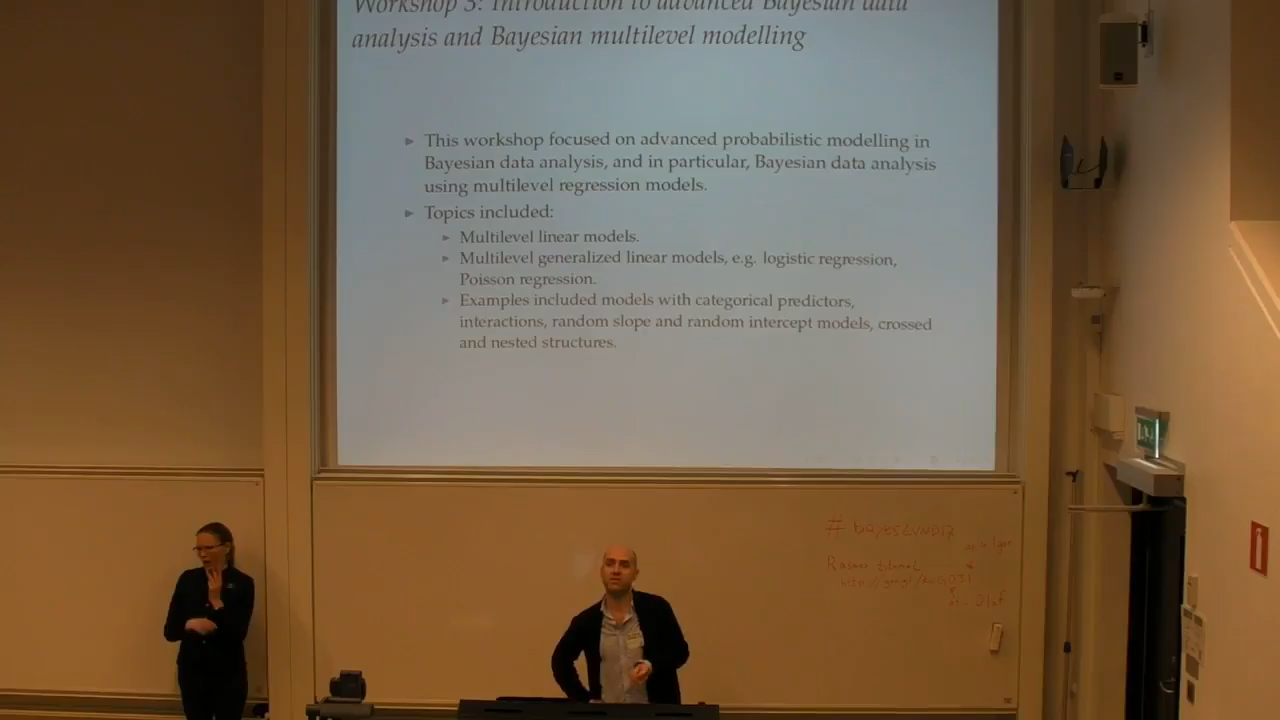 Workshop 3: Introduction to advanced Bayesian data
analysis and Bayesian multilevel modelling
This workshop focused on advanced probabilistic modelling in
Bayesian data analysis, and in particular, Bayesian data analysis
using multilevel regression models.
Topics included:
Multilevel linear models.
Multilevel generalized linear models, e.g. logistic regression,
Poisson regression.
Examples included models with categorical predictors,
interactions, random slope and random intercept models, crossed
and nested structures.
# bayeslund17